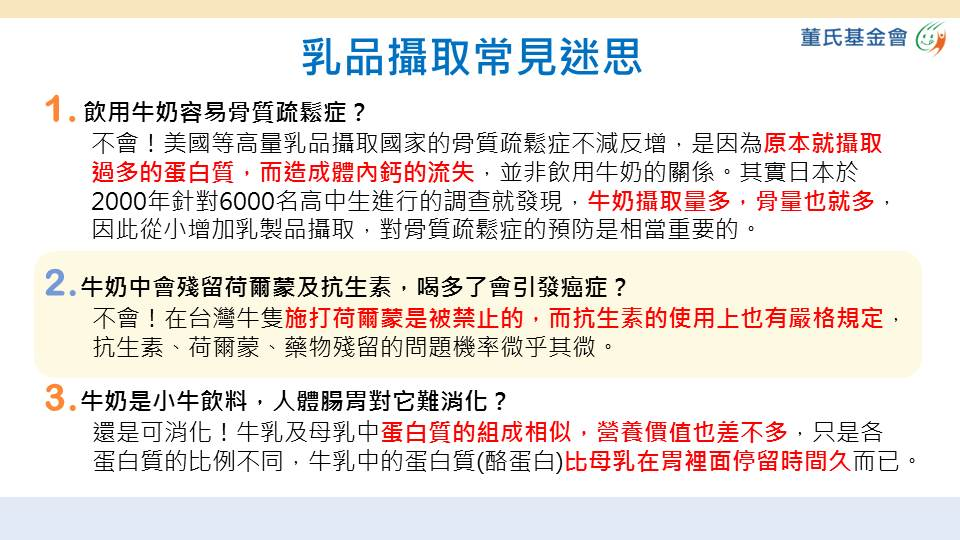 董氏基金會
乳品攝取常見迷思
1. 飲用牛奶容易骨質疏鬆症？
不會！美國等高量乳品攝取國家的骨質疏鬆症不減反增，是因為原本就攝取
過多的蛋白質，而造成體內鈣的流失，並非飲用牛奶的關係。其實日本於
2000年針對6000名高中生進行的調查就發現，牛奶攝取量多，骨量也就多，
因此從小增加乳製品攝取，對骨質疏鬆症的預防是相當重要的。
2. 牛奶中會殘留荷爾蒙及抗生素，喝多了會引發癌症？
不會！在台灣牛隻施打荷爾蒙是被禁止的，而抗生素的使用上也有嚴格規定，
抗生素、荷爾蒙、藥物殘留的問題機率微乎其微。
3. 牛奶是小牛飲料，人體腸胃對它難消化？
還是可消化！牛乳及母乳中蛋白質的組成相似，營養價值也差不多，只是各
蛋白質的比例不同，牛乳中的蛋白質(酪蛋白)比母乳在胃裡面停留時間久而已。